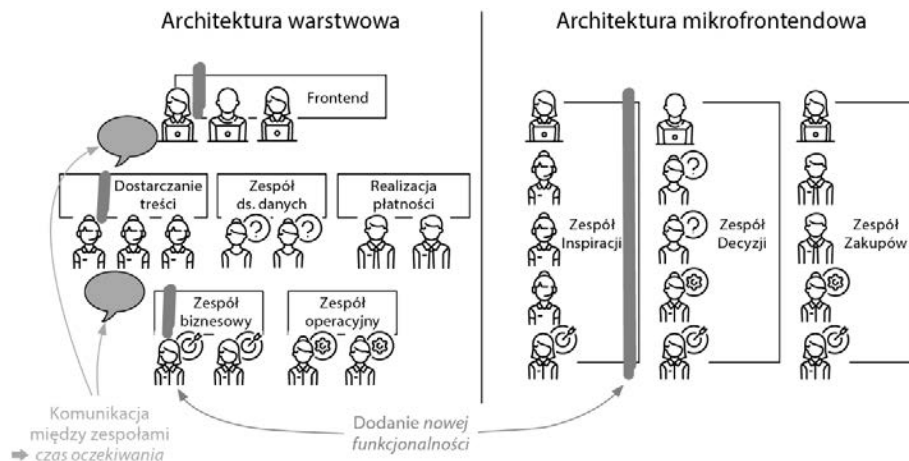 Architektura warstwowa
Frontend
Dostarczanie
treści
Zespół
ds. danych
Realizacja
płatności
Zespół
biznesowy
Zespół
operacyjny
Komunikacja
między zespołami
➡ czas oczekiwania
Dodanie nowej
funkcjonalności
Architektura mikrofrontendowa
Zespół
Inspiracji
Zespół
Decyzji
Zespół
Zakupów